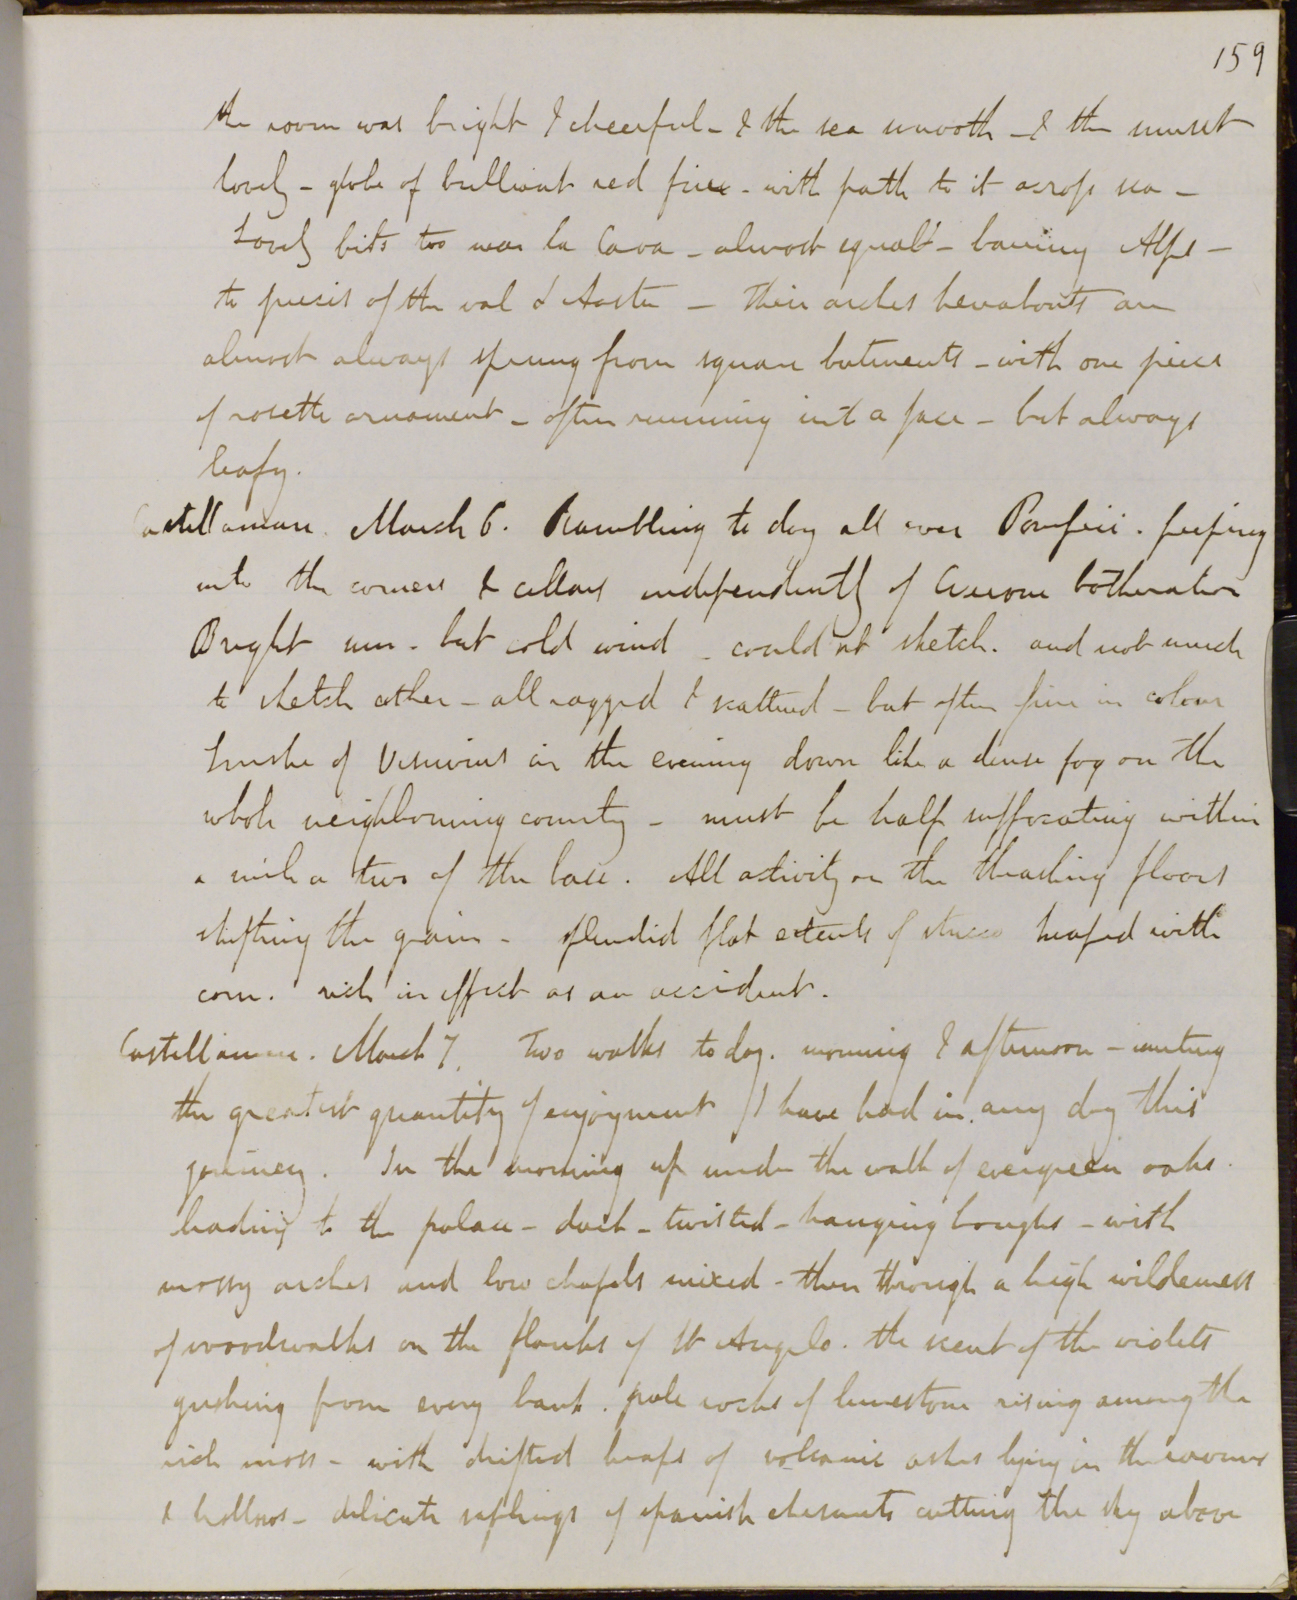 159
the room was bright & cheerful - & the sea smooth - & the sunset
lovely - globe of brilliant red fire - with path to it across sea -
Lovely bits too near la Cava - almost equal - barring Alps -
to pieces of the val d Aosta - their arches hereabouts are
almost always sprung from square butments - with one piece
of rosette ornament - often running into a face - but always
leafy.
Castellamare. March 6. Rambling to day all over Pompeii. peeping
into the corners & cellars independently of Cicerone botheration
Bright sun. but cold wind - couldnt sketch. and not much
to sketch either - all ragged & scattered - but often fine in colour
Smoke of Vesuvius in the evening down like a dense fog on the
whole neighbouring country - must be half suffocating within
a mile or two of the base. All activity on the thrashing floors
shifting the grain - splendid flat extents of stucco heaped with
corn. rich in effect as an accident.
Castellamare. March 7. Two walks today. morning & afternoon - uniting
the greatest quantity of enjoyment I have had in any day this
journey. In the morning up under the walk of evergreen oaks
leading to the palace - dark - twisted - hanging boughs - with
mossy arches and low chapels mixed - then through a high wilderness
of woodwalks on the flanks of St Angelo. the scent of the violets
gushing from every bank. pale rocks of limestone rising among the
rich moss - with drifted heaps of volcanic ashes lying in the ravines
& hollows - delicate saplings of spanish chesnuts cutting the sky above